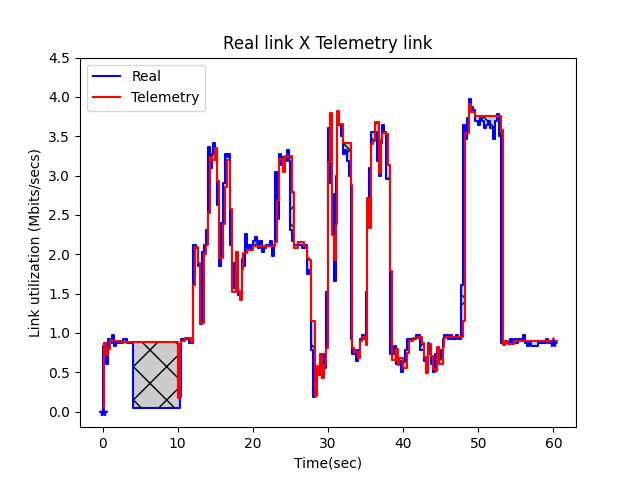 Real link X Telemetry link
Real
Telemetry
Link utilization (Mbits/secs)
4.5
4.0
3.5
3.0
2.5
2.0
1.5
1.0
0.5
0.0
0 10 20 30 40 50 60
Time(sec)